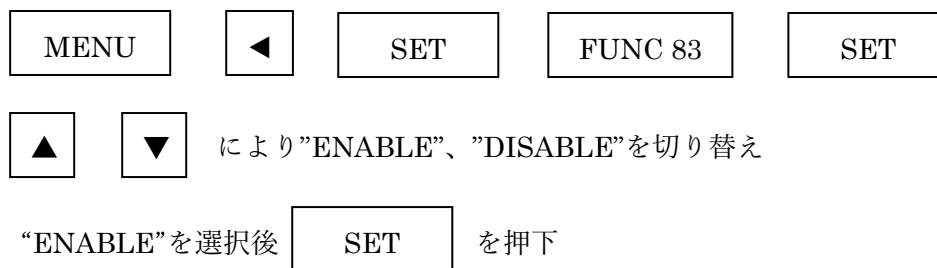 MENU ◀ SET FUNC 83 SET
▲ ▼ により”ENABLE”、”DISABLE”を切り替え
“ENABLE”を選択後 SET を押下